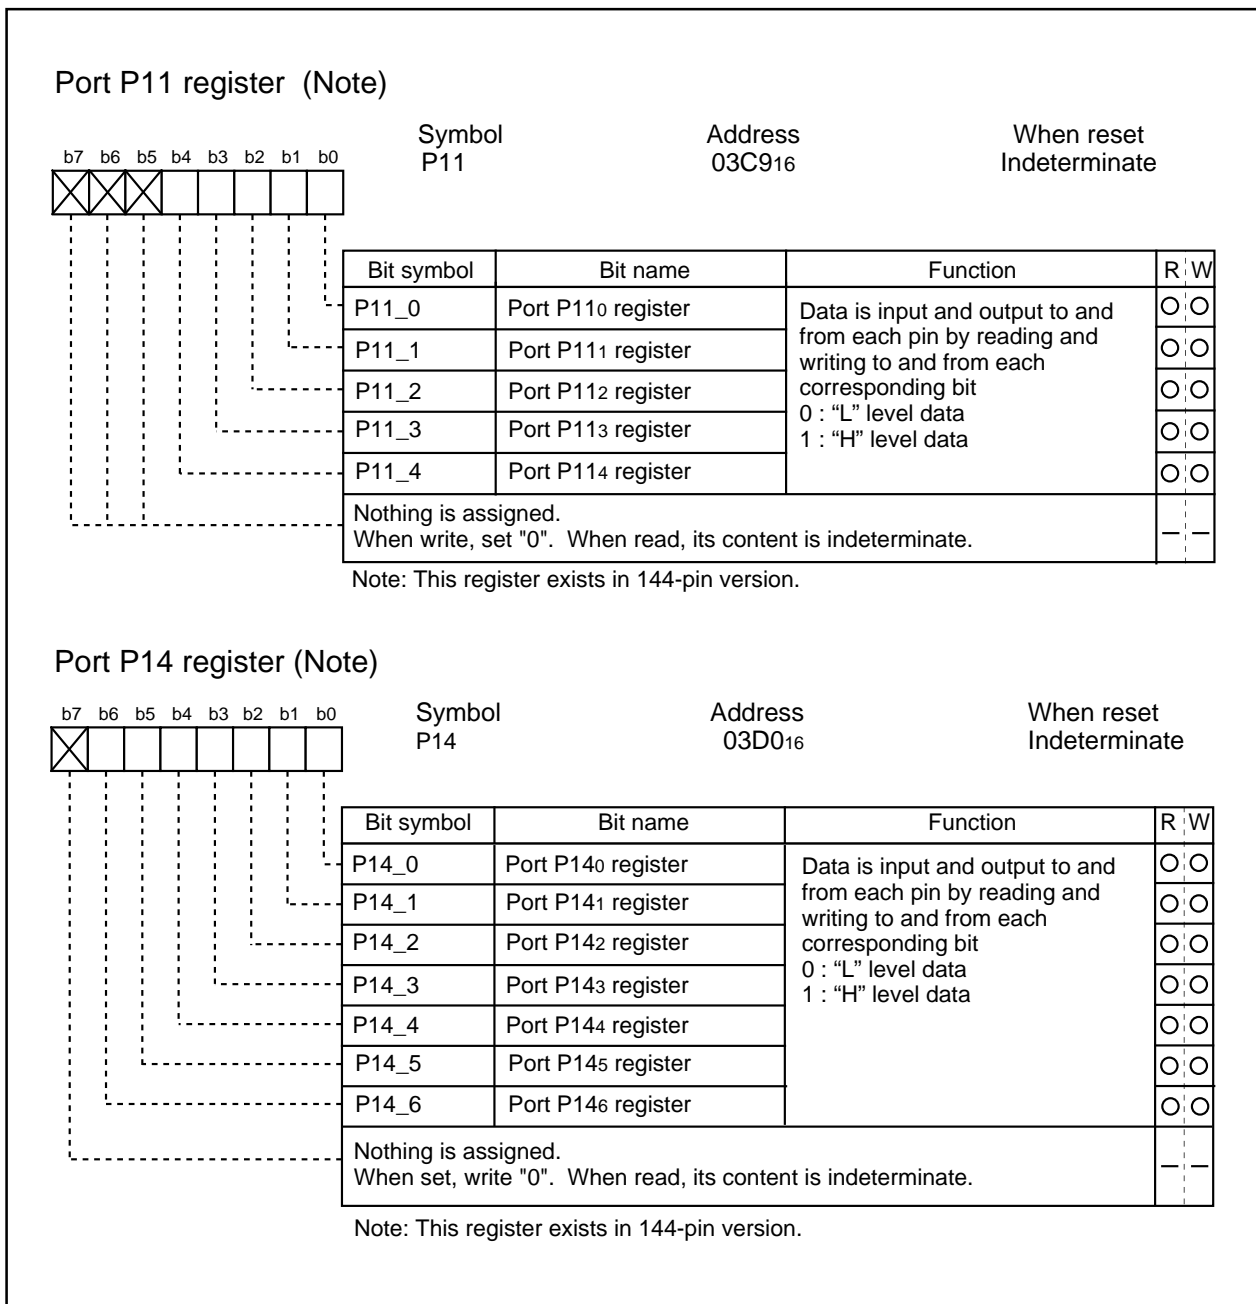 Port P11 register (Note)
Symbol Address When reset
P11 03C916 Indeterminate
b7 b6 b5 b4 b3 b2 b1 b0
Bit symbol Bit name Function R W
P11_0 Port P110 register
P11_1 Port P111 register
P11_2 Port P112 register
P11_3 Port P113 register
P11_4 Port P114 register
Data is input and output to and
from each pin by reading and
writing to and from each
corresponding bit
0 : “L” level data
1 : “H” level data
Nothing is assigned.
When write, set "0". When read, its content is indeterminate.
Note: This register exists in 144-pin version.
Port P14 register (Note)
Symbol Address When reset
P14 03D016 Indeterminate
b7 b6 b5 b4 b3 b2 b1 b0
Bit symbol Bit name Function R W
P14_0 Port P140 register
P14_1 Port P141 register
P14_2 Port P142 register
P14_3 Port P143 register
P14_4 Port P144 register
P14_5 Port P145 register
P14_6 Port P146 register
Data is input and output to and
from each pin by reading and
writing to and from each
corresponding bit
0 : “L” level data
1 : “H” level data
Nothing is assigned.
When set, write "0". When read, its content is indeterminate.
Note: This register exists in 144-pin version.